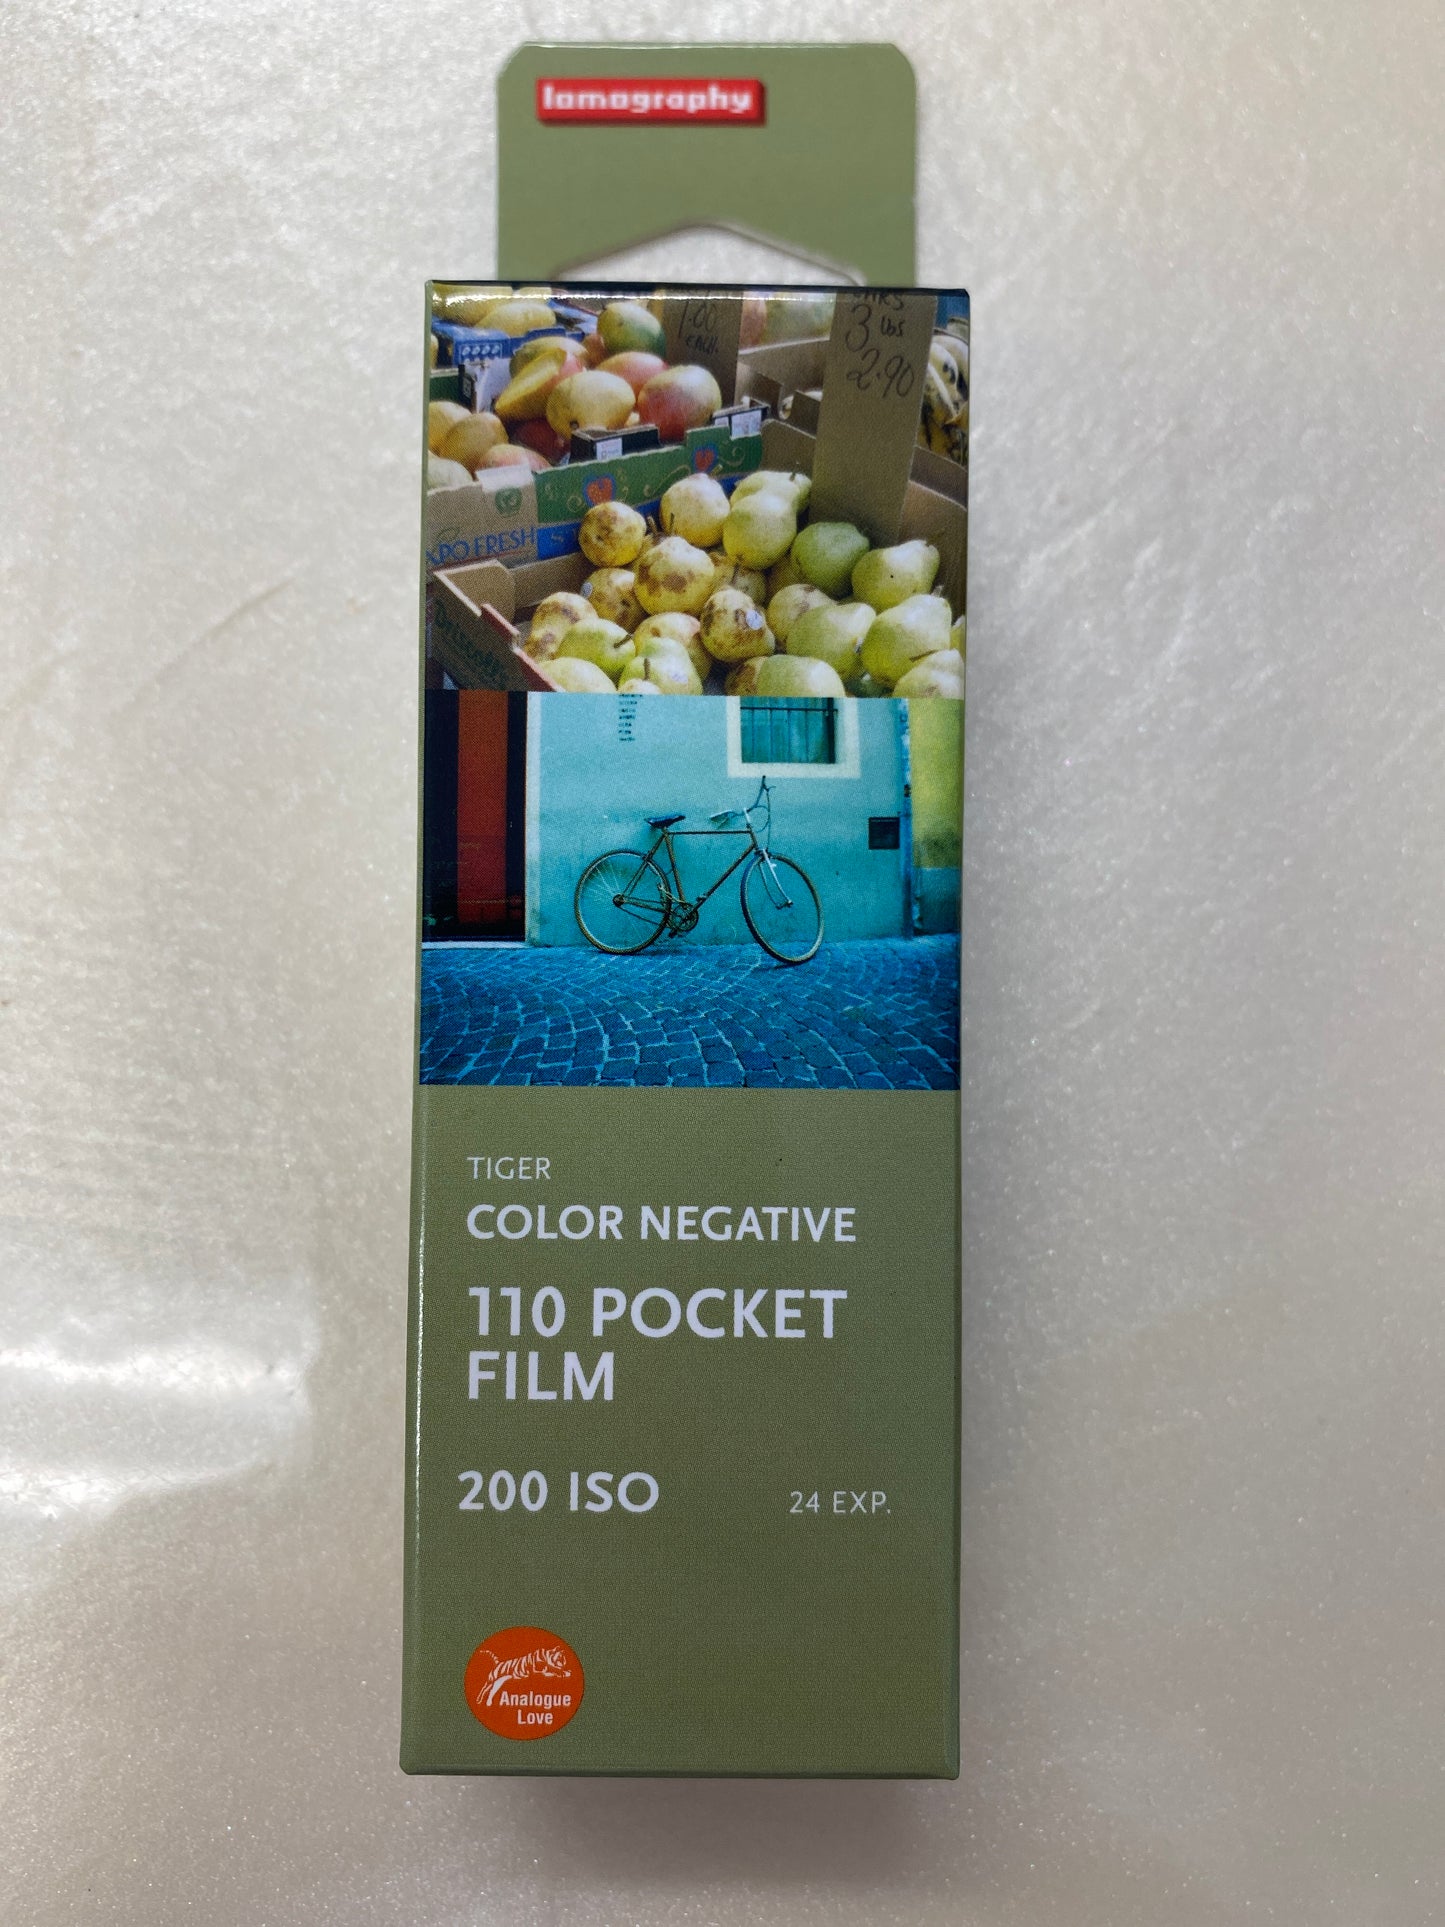 lomography
1.00
EACH.
3 lbs
2.90
XPO FRESH
TIGER
COLOR NEGATIVE
110 POCKET
FILM
200 ISO
24 EXP.
Analogue
Love